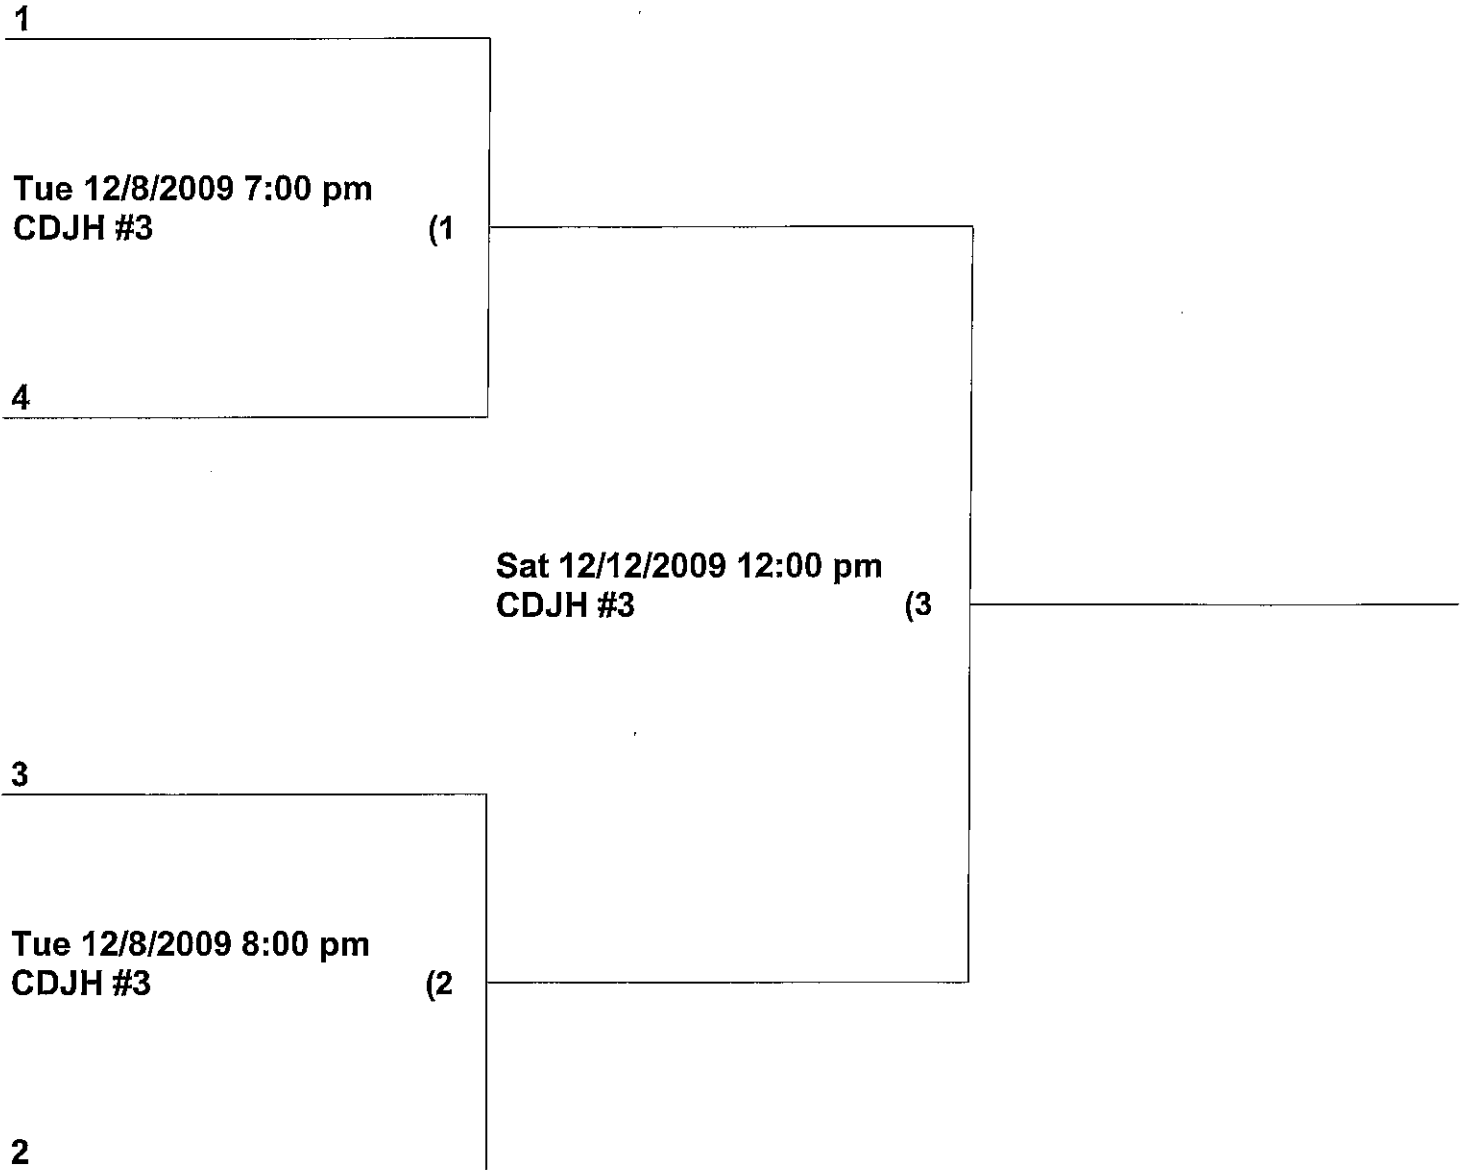 1
Tue 12/8/2009 7:00 pm
CDJH #3 (1
4
Sat 12/12/2009 12:00 pm
CDJH #3 (3
3
Tue 12/8/2009 8:00 pm
CDJH #3 (2
2